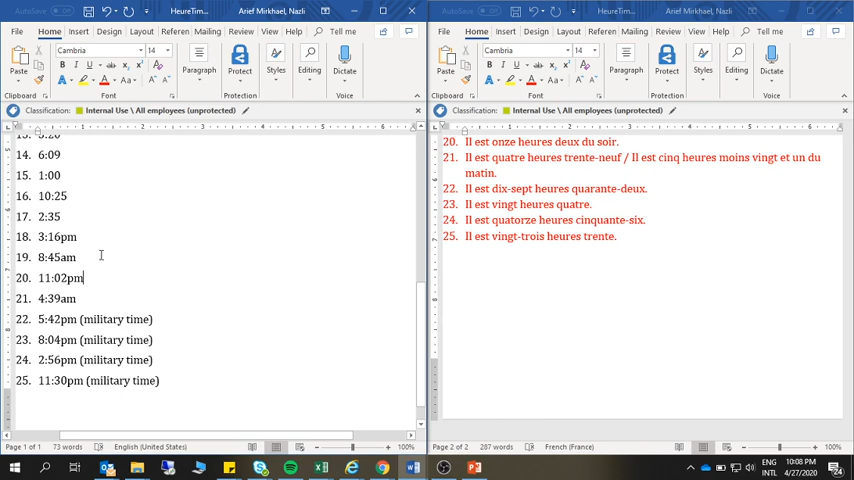 AutoSave Off HeureTim... Arief Mirkhael, Nazli
File Home Insert Design Layout Referen Mailing Review View Help Tell me
Cambria 14
Paste
Paragraph Styles Editing Protect Dictate
Clipboard Font Protection Voice
Classification: Internal Use \ All employees (unprotected)
14. 6:09
15. 1:00
16. 10:25
17. 2:35
18. 3:16pm
19. 8:45am
20. 11:02pm
21. 4:39am
22. 5:42pm (military time)
23. 8:04pm (military time)
24. 2:56pm (military time)
25. 11:30pm (military time)
Page 1 of 1 73 words English (United States) 100%
AutoSave Off HeureTim... Arief Mirkhael, Nazli
File Home Insert Design Layout Referen Mailing Review View Help Tell me
Cambria 14
Paste
Paragraph Protect Styles Editing Dictate
Clipboard Font Protection Voice
Classification: Internal Use \ All employees (unprotected)
20. Il est onze heures deux du soir.
21. Il est quatre heures trente-neuf / Il est cinq heures moins vingt et un du
matin.
22. Il est dix-sept heures quarante-deux.
23. Il est vingt heures quatre.
24. Il est quatorze heures cinquante-six.
25. Il est vingt-trois heures trente.
Page 2 of 2 287 words French (France) 100%
ENG 10:08 PM
INTL 4/27/2020
24